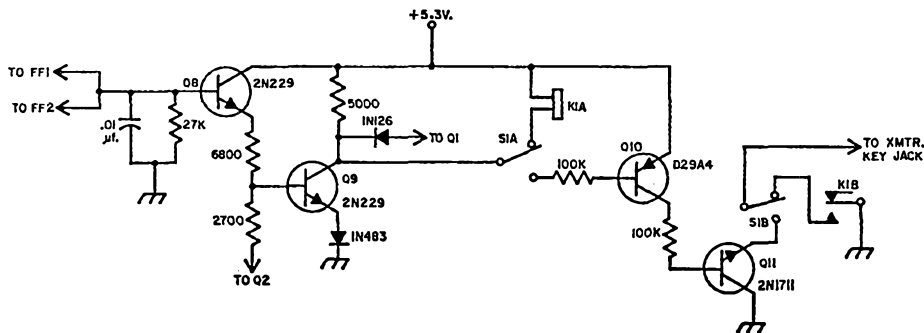 +5.3V.
TO FF1
TO FF2
Q8
2N229
.01
μf.
27K
6800
2700
TO Q2
5000
1N126
TO Q1
Q9
2N229
1N483
S1A
K1A
100K
Q10
D29A4
100K
TO XMTR.
KEY JACK
S1B
K1B
Q11
2N1711